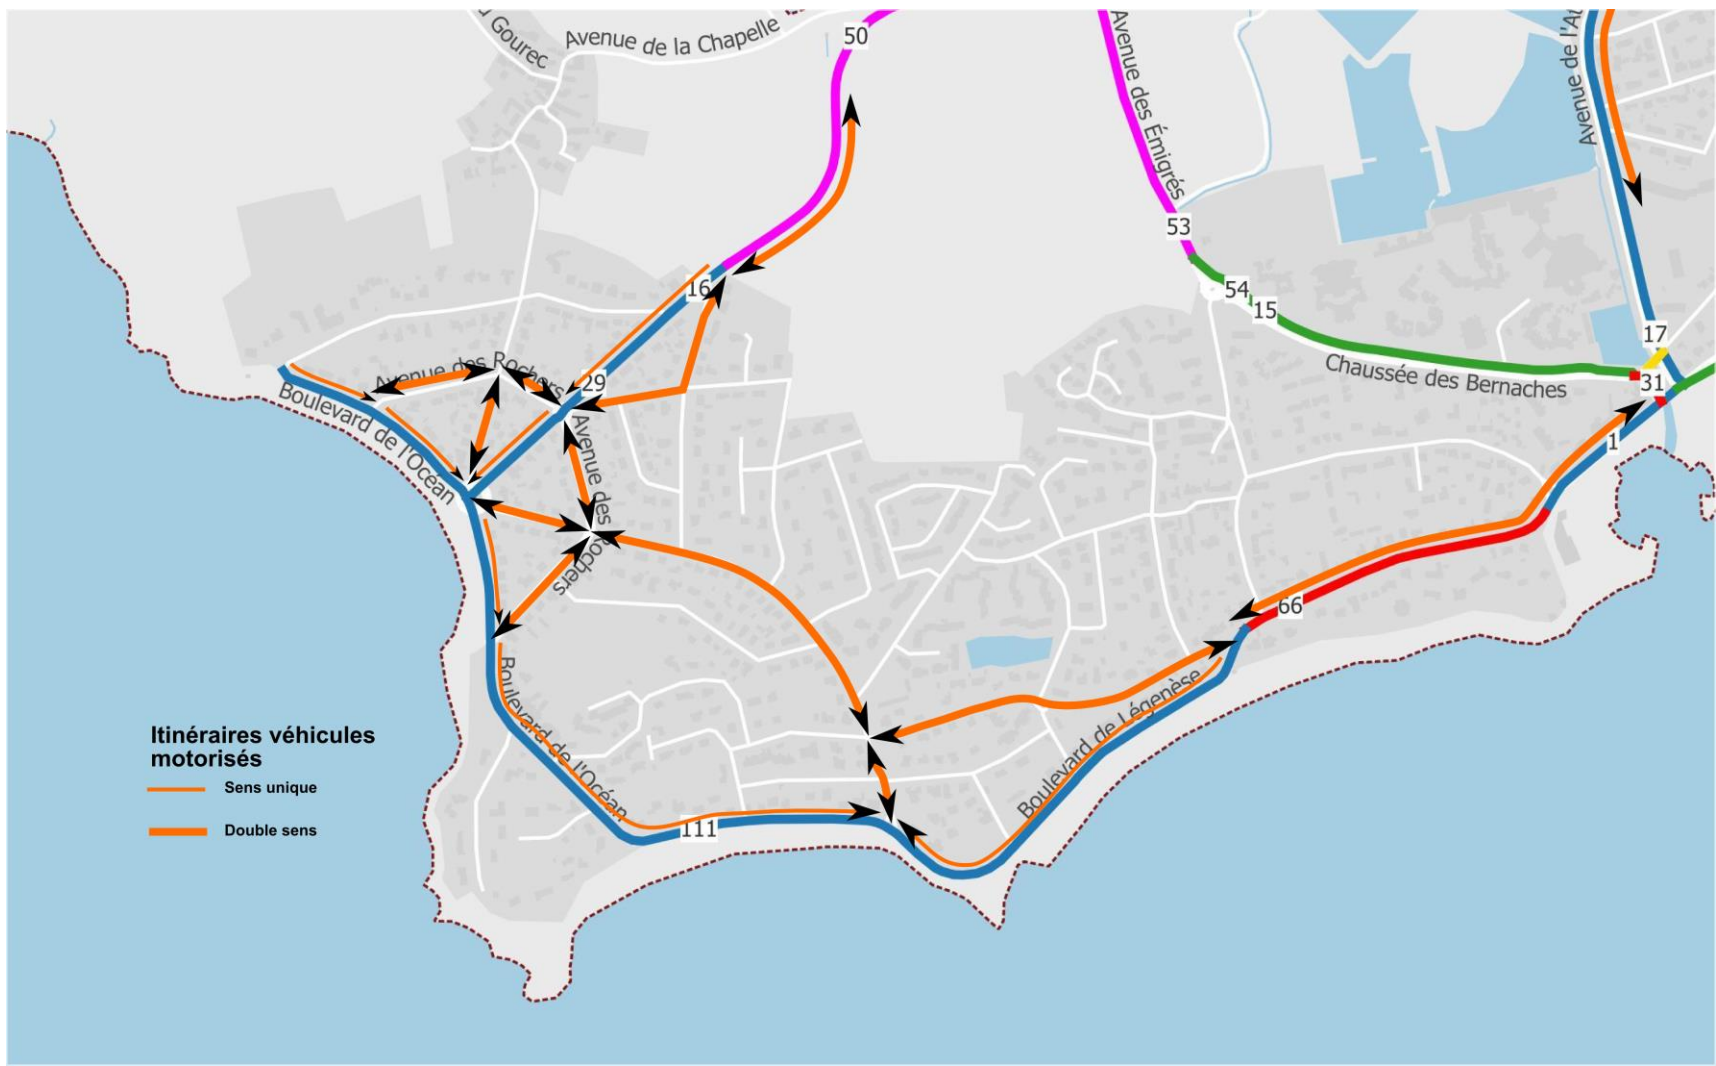 Gourec
Avenue de la Chapelle
50
Avenue des Émigrés
Avenue de
53
54
15
17
31
Chaussée des Bernaches
1
16
29
Avenue des Rochers
Boulevard de l'Océan
Avenue des Rochers
66
Boulevard de l'Océan
Boulevard de Légenèse
111
Itinéraires véhicules
motorisés
Sens unique
Double sens